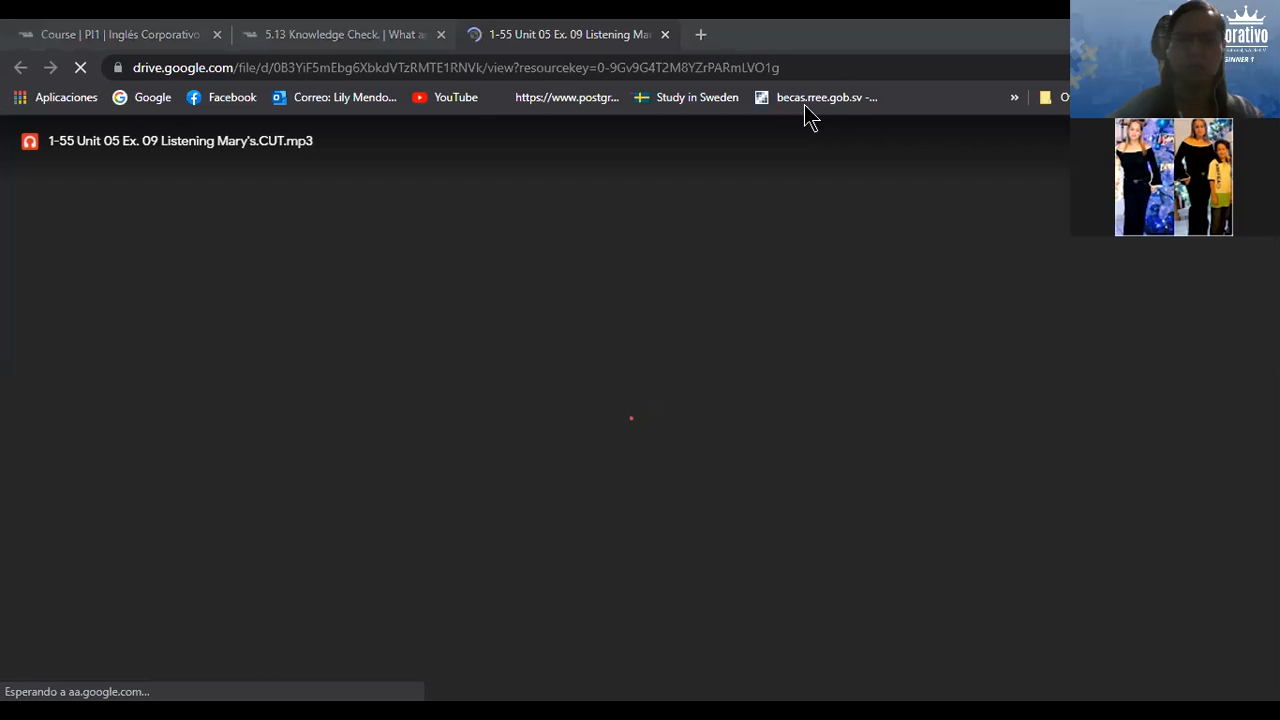 Course | PI1 | Inglés Corporativo
5.13 Knowledge Check. | What a
1-55 Unit 05 Ex. 09 Listening Mar
drive.google.com/file/d/0B3YiF5mEbg6XbkdVTzRMTE1RNVk/view?resourcekey=0-9Gv9G4T2M8YZrPARmLVO1g
Aplicaciones
Google
Facebook
Correo: Lily Mendo...
YouTube
https://www.postgr...
Study in Sweden
becas.rree.gob.sv -...
»
O
1-55 Unit 05 Ex. 09 Listening Mary's.CUT.mp3
orativo
INNER 1
Esperando a aa.google.com...